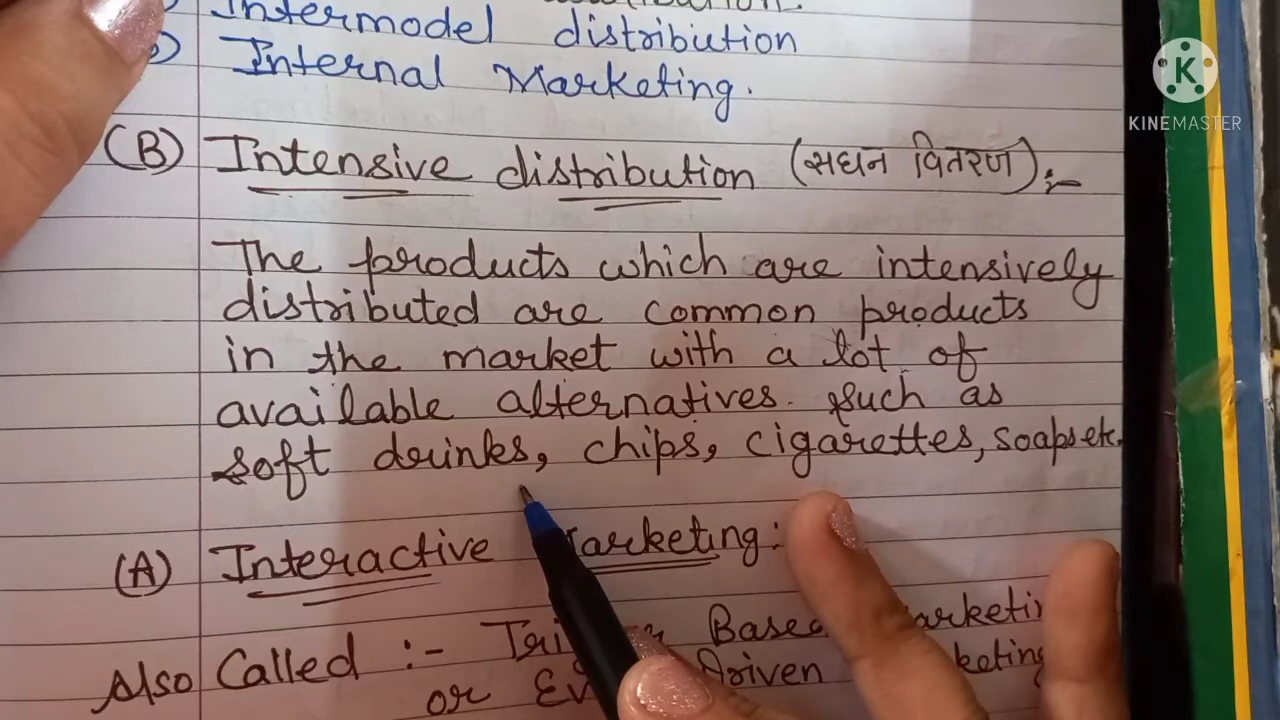 Intermodel distribution
Internal Marketing.
(B) Intensive distribution (सघन वितरण) :-
The products which are intensively
distributed are common products
in the market with a lot of
available alternatives. Such as
soft drinks, chips, cigarettes, soaps etc.
(A) Interactive Marketing:
Also Called :- Based
or Driven
KINEMASTER